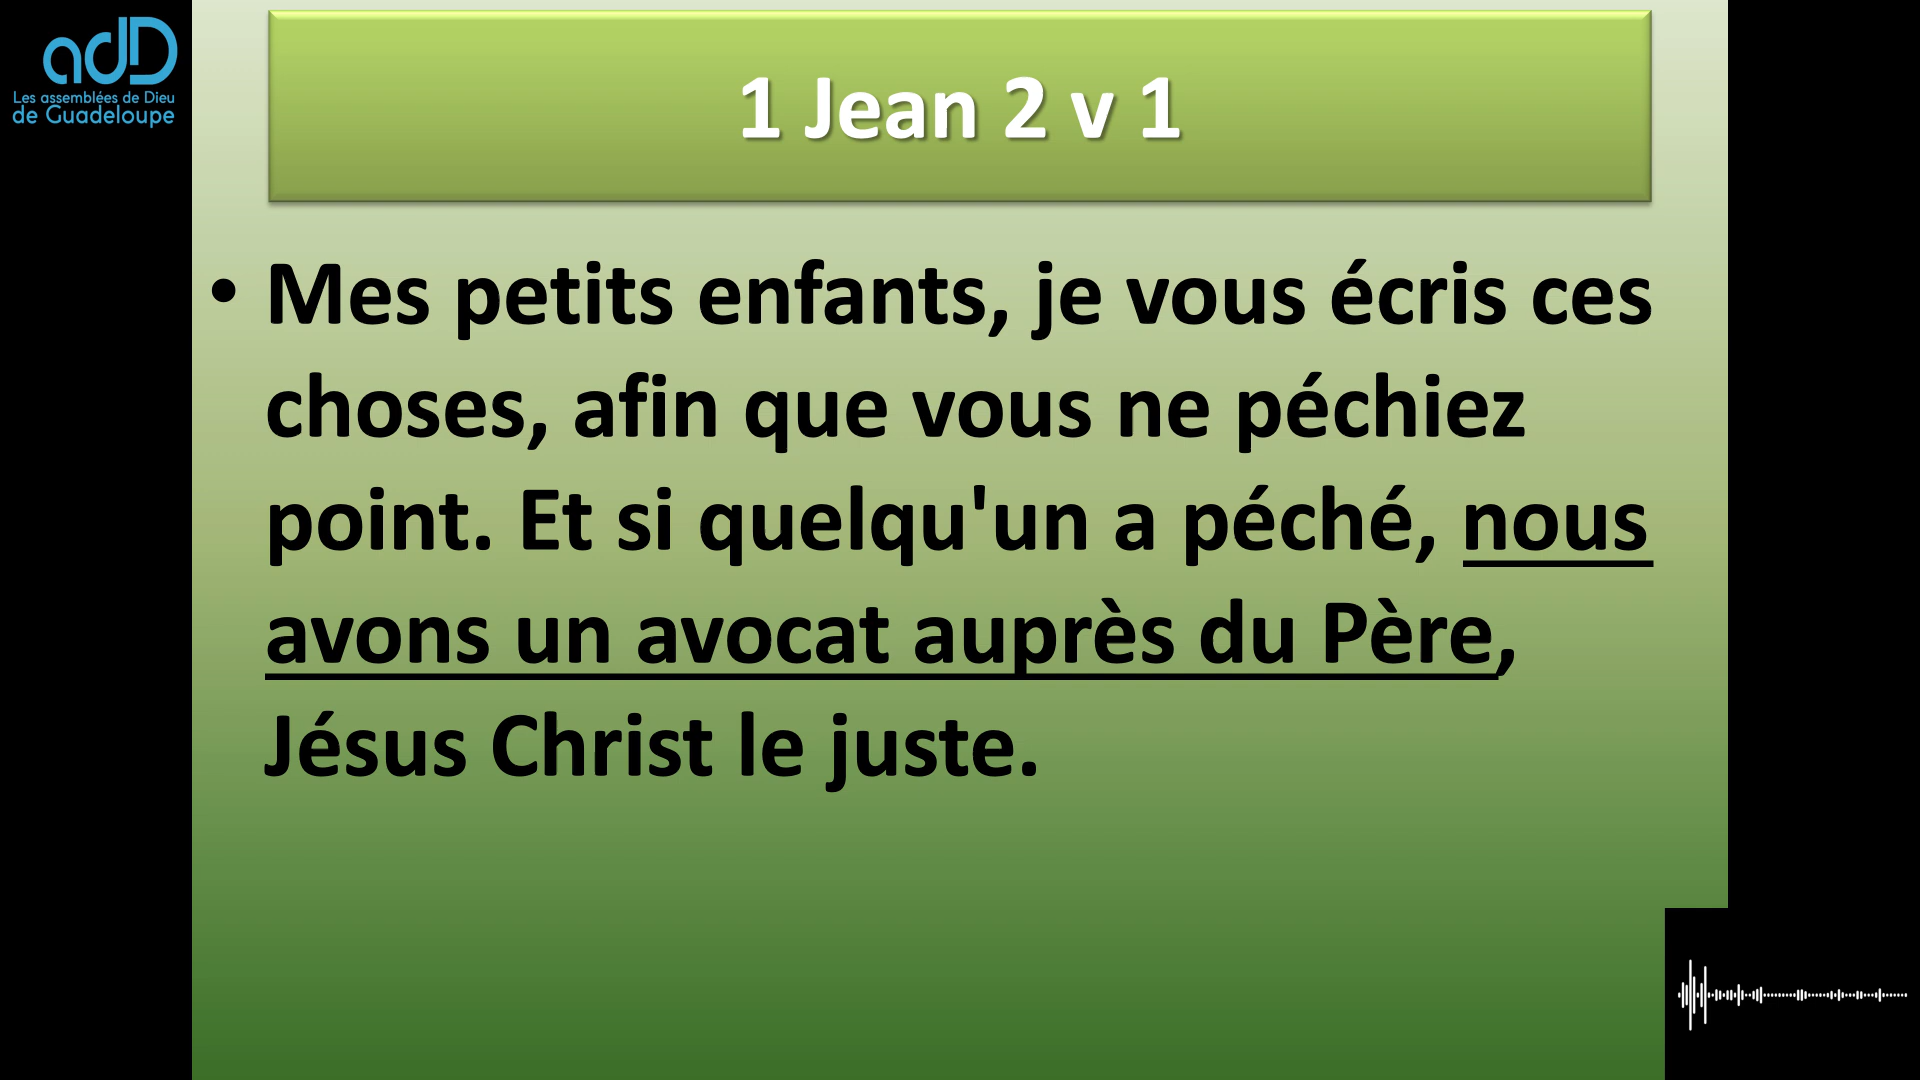 adD
Les assemblées de Dieu
de Guadeloupe
1 Jean 2 v 1
• Mes petits enfants, je vous écris ces
choses, afin que vous ne péchiez
point. Et si quelqu'un a péché, nous
avons un avocat auprès du Père,
Jésus Christ le juste.